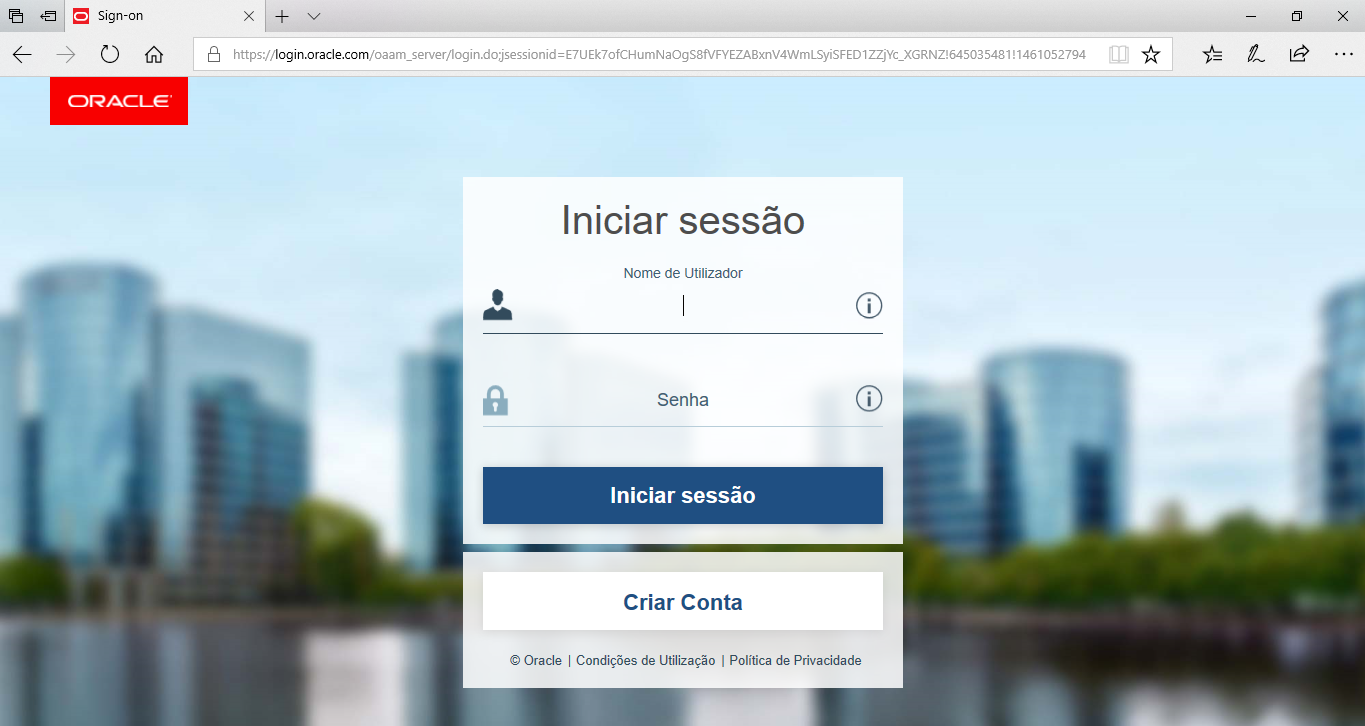 Sign-on
https://login.oracle.com/oaam_server/login.do;jsessionid=E7UEk7ofCHumNaOgS8fVFYEZABxnV4WmLSyiSFED1ZZjYc_XGRNZ!645035481!1461052794
ORACLE
Iniciar sessão
Nome de Utilizador
Senha
Iniciar sessão
Criar Conta
© Oracle | Condições de Utilização | Política de Privacidade